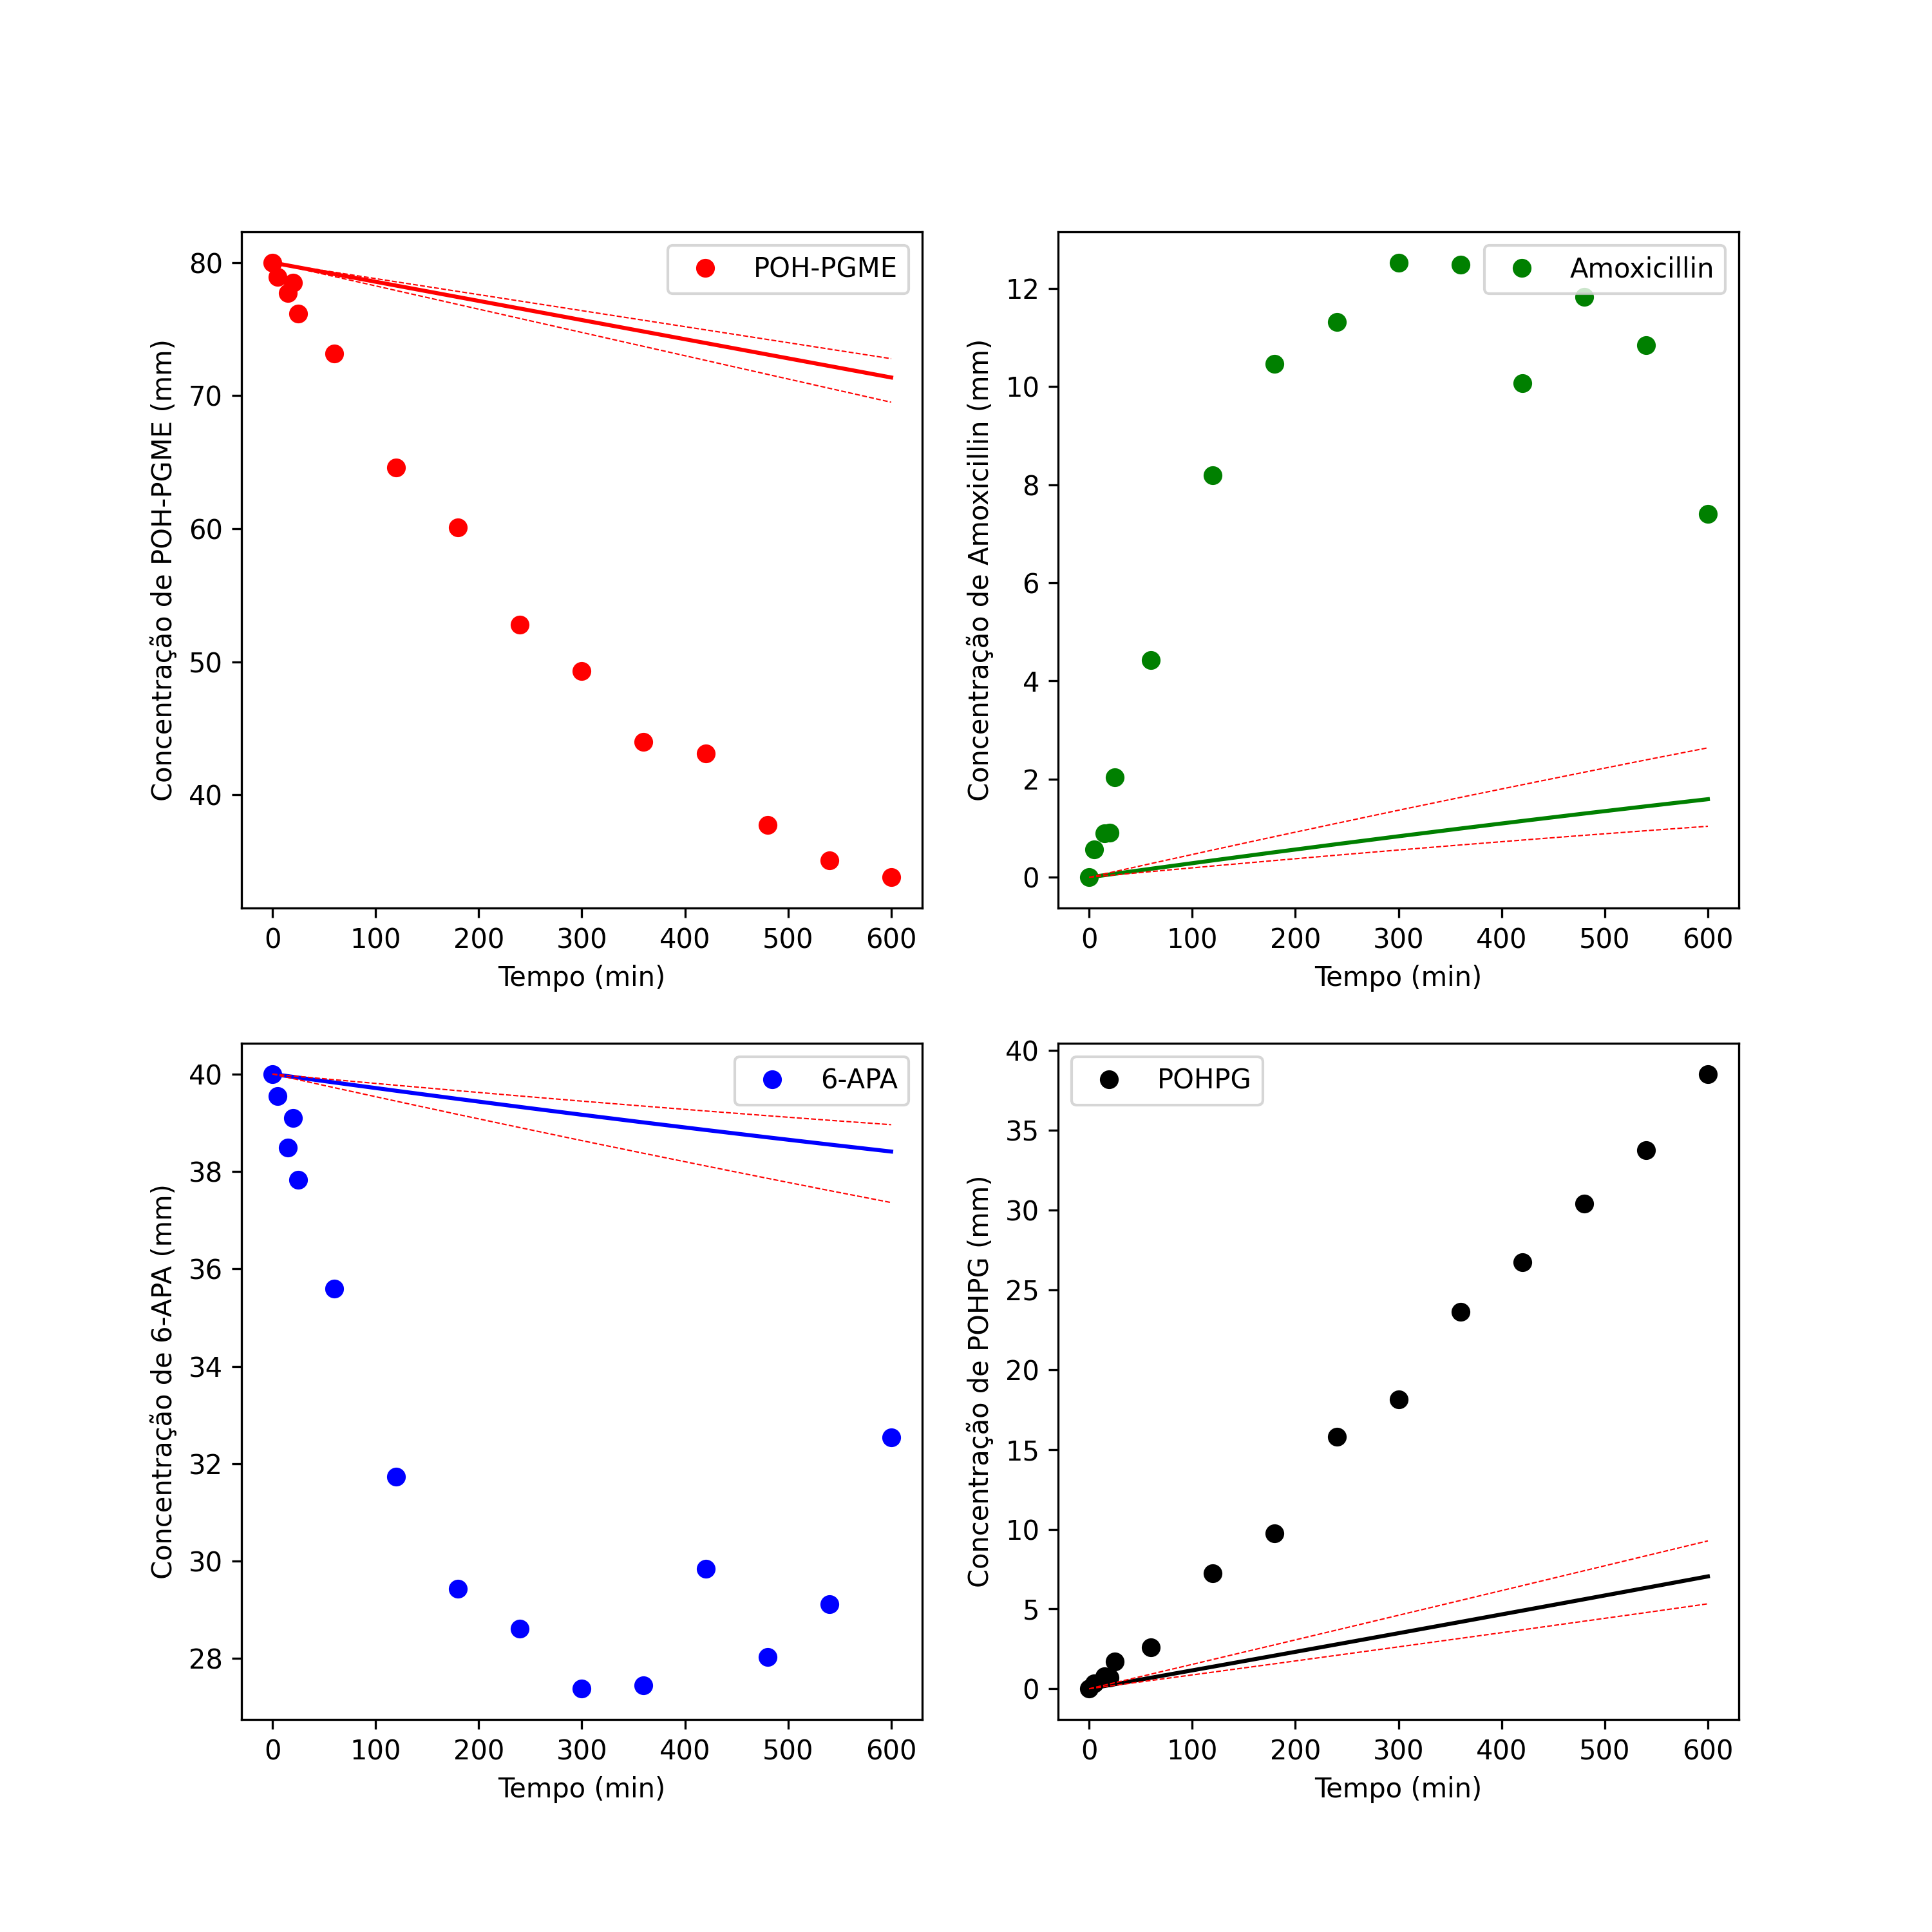 POH-PGME
Concentração de POH-PGME (mm)
80
70
60
50
40
0 100 200 300 400 500 600
Tempo (min)
Amoxicillin
Concentração de Amoxicillin (mm)
12
10
8
6
4
2
0
0 100 200 300 400 500 600
Tempo (min)
6-APA
Concentração de 6-APA (mm)
40
38
36
34
32
30
28
0 100 200 300 400 500 600
Tempo (min)
POHPG
Concentração de POHPG (mm)
40
35
30
25
20
15
10
5
0
0 100 200 300 400 500 600
Tempo (min)